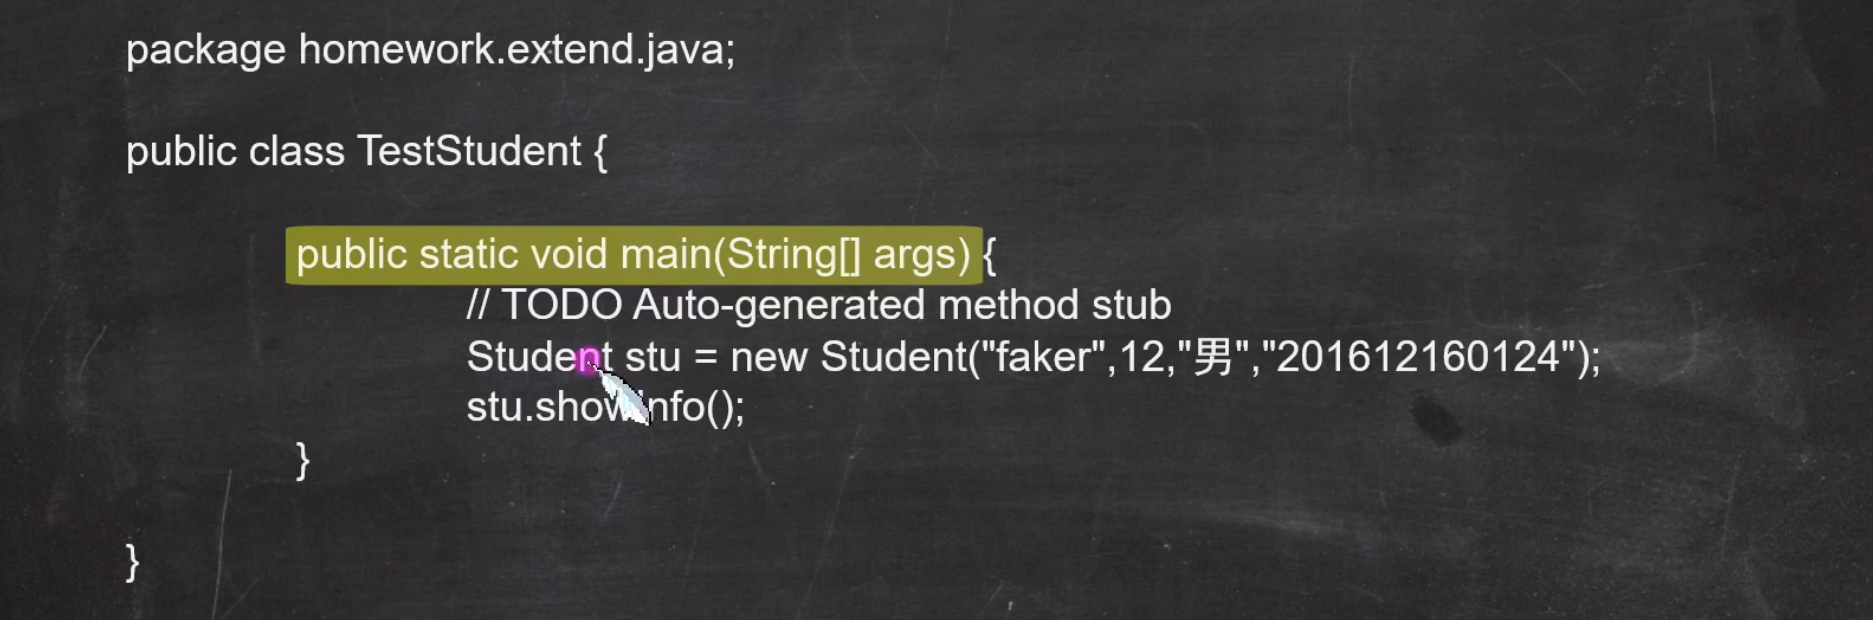 package homework.extend.java;
public class TestStudent {
public static void main(String[] args) {
// TODO Auto-generated method stub
Student stu = new Student("faker",12,"男","201612160124");
stu.showInfo();
}
}